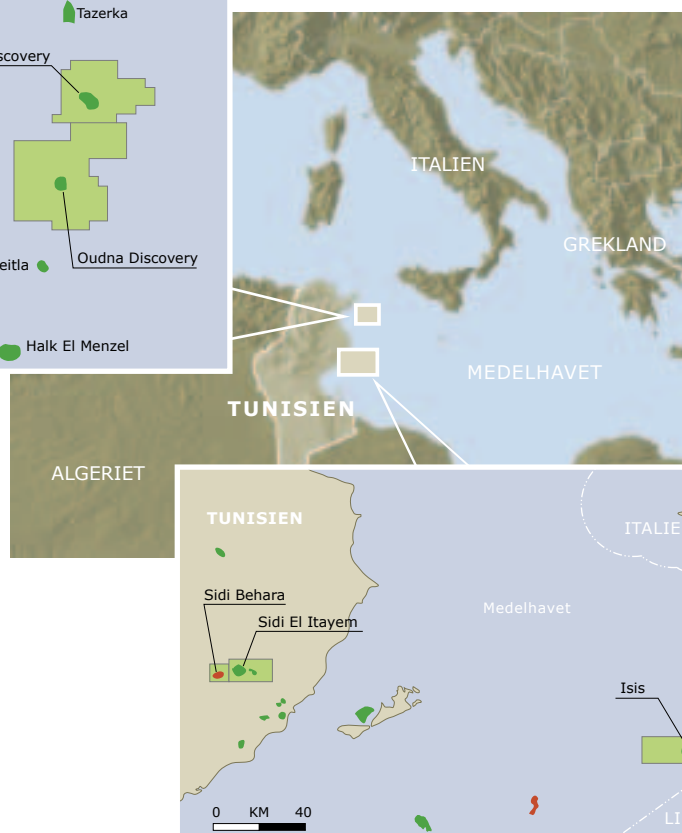 Tazerka
scovery
Oudna Discovery
eitla
Halk El Menzel
ITALIEN
GREKLAND
MEDELHAVET
TUNISIEN
ALGERIET
TUNISIEN
ITALIE
Sidi Behara
Medelhavet
Sidi El Itayem
Isis
0 KM 40
LI